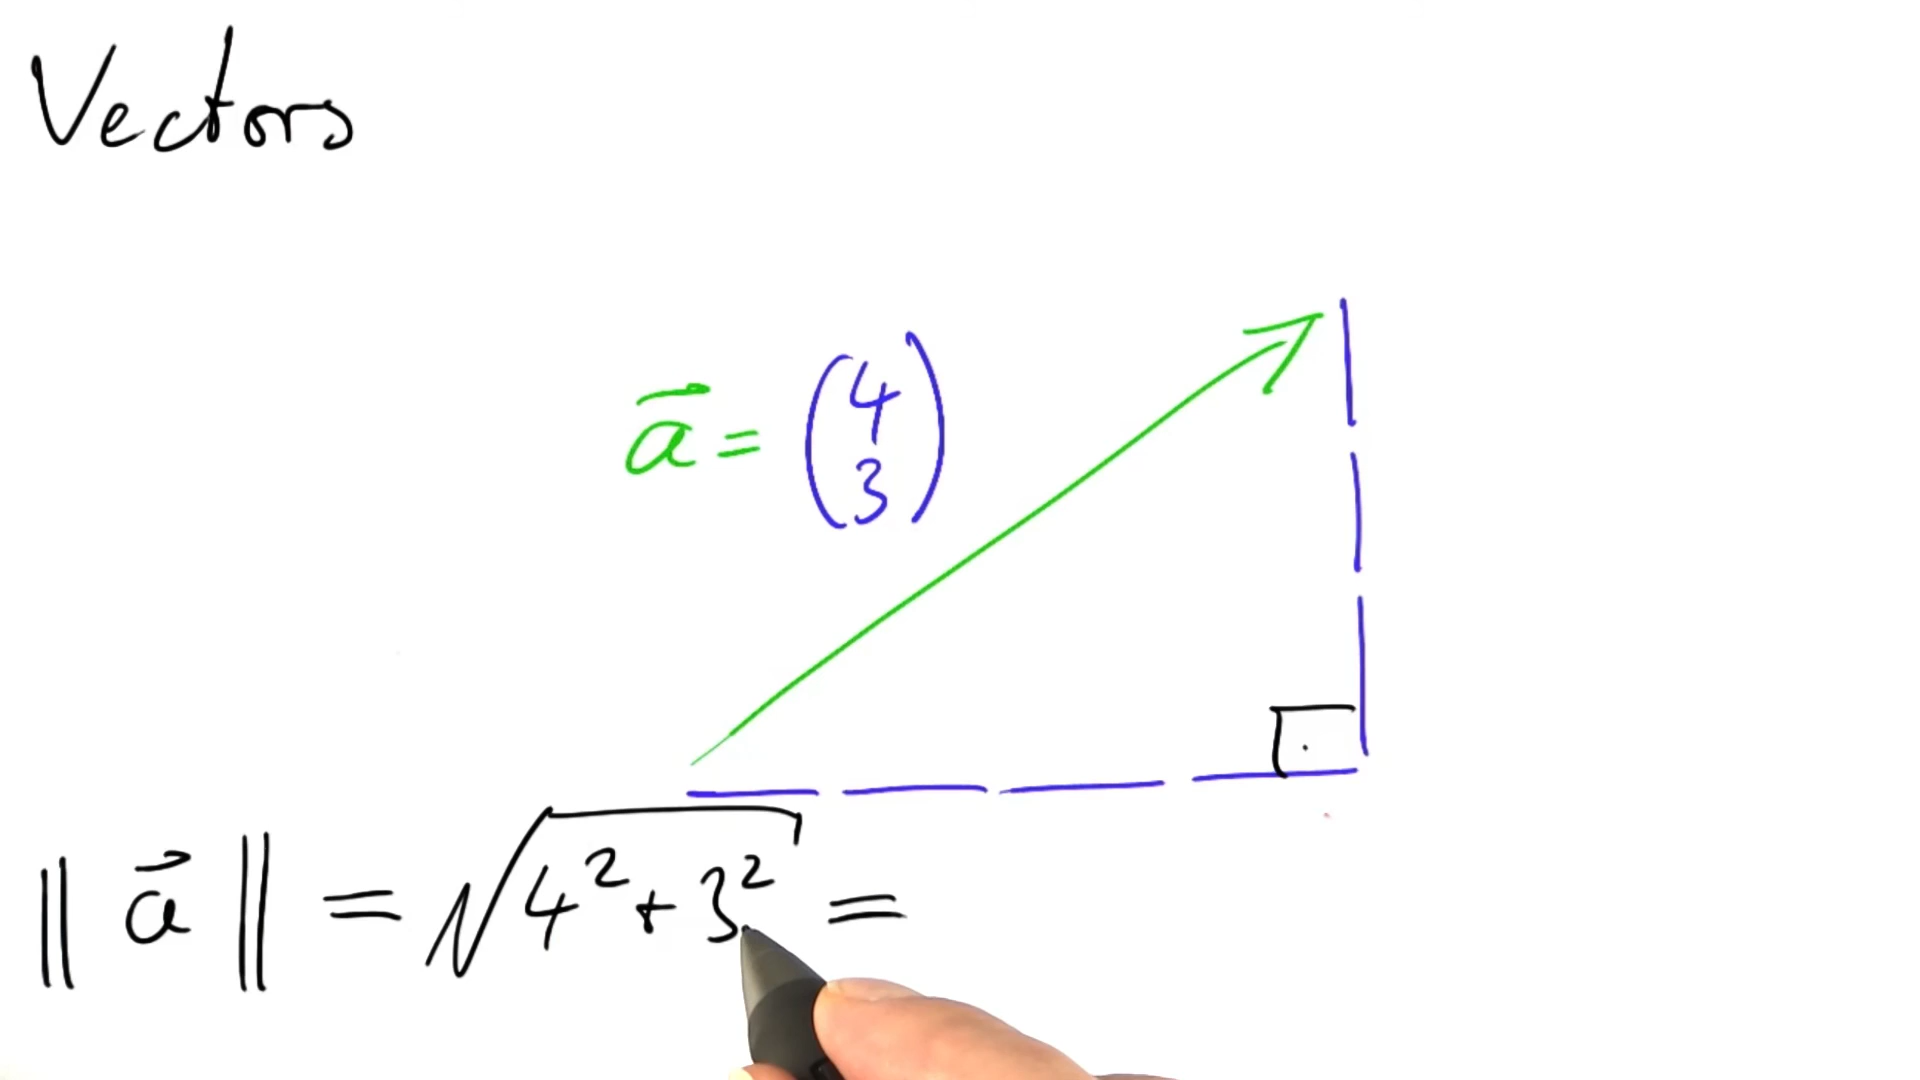 Vectors
a⃗ = (4 3)
‖ a⃗ ‖ = √(4² + 3²) =